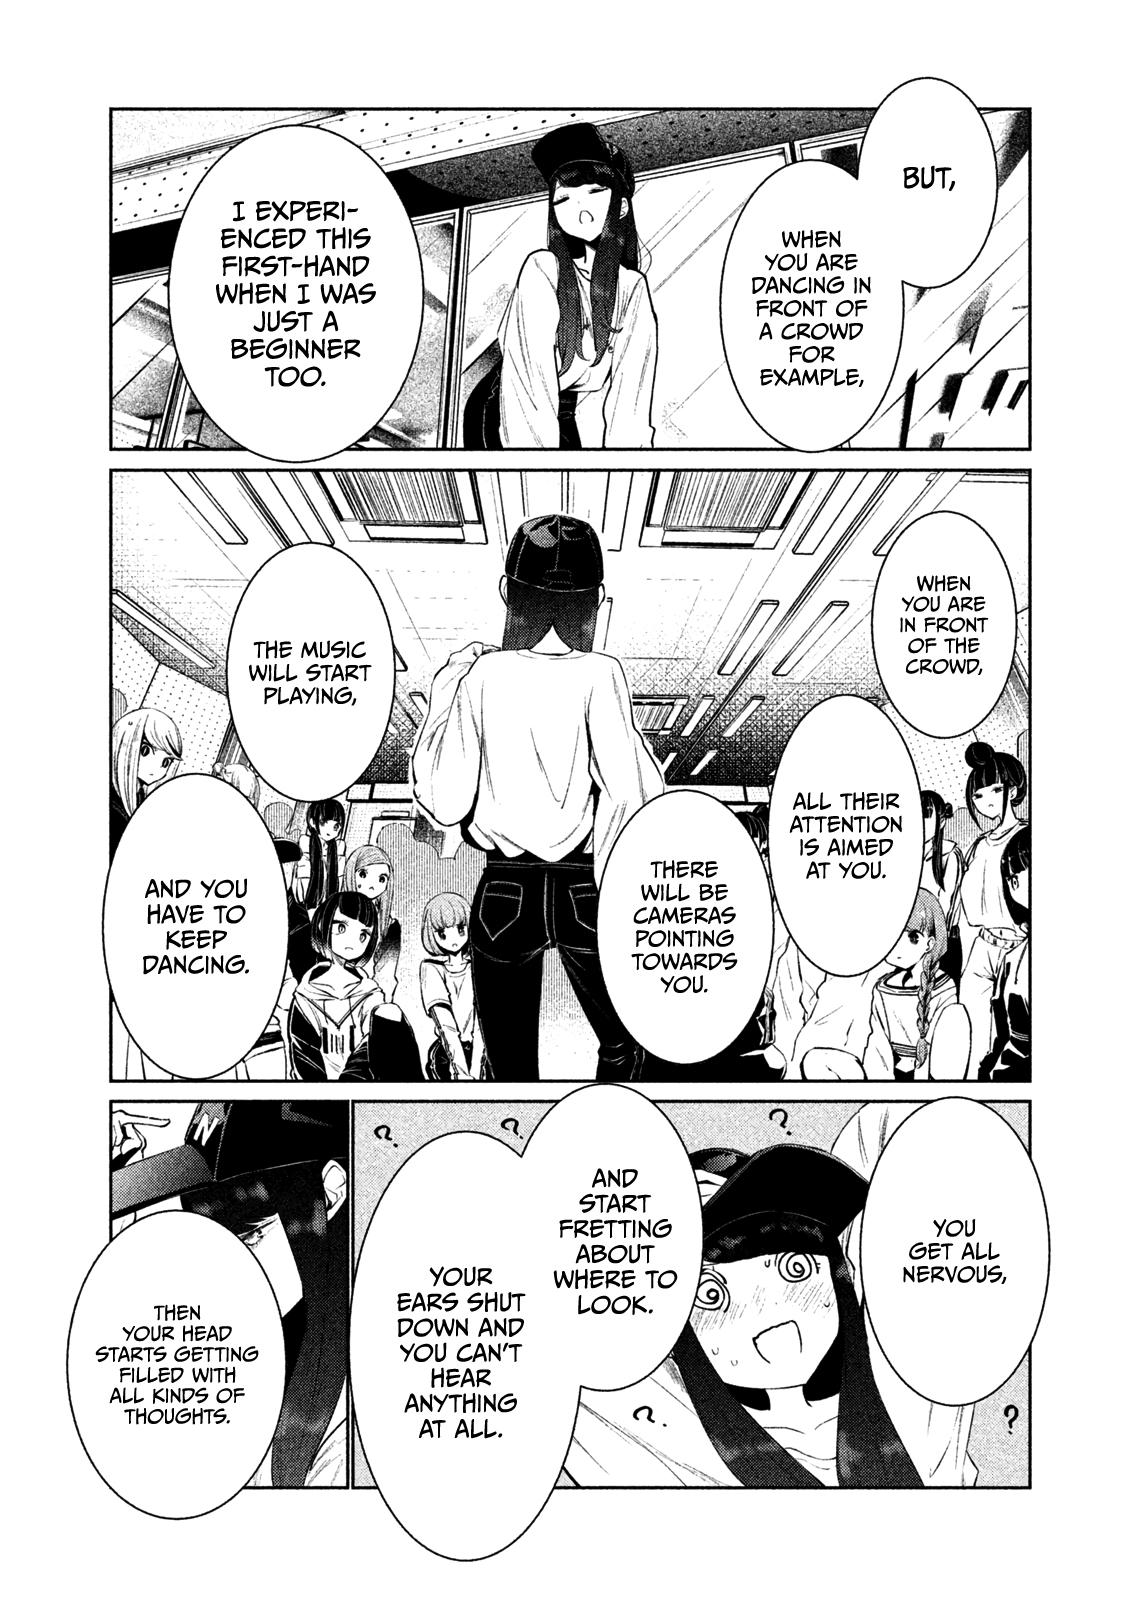 BUT,
WHEN
YOU ARE
DANCING IN
FRONT OF
A CROWD
FOR
EXAMPLE,
I EXPERI-
ENCED THIS
FIRST-HAND
WHEN I WAS
JUST A
BEGINNER
TOO.
WHEN
YOU ARE
IN FRONT
OF THE
CROWD,
ALL THEIR
ATTENTION
IS AIMED
AT YOU.
THERE
WILL BE
CAMERAS
POINTING
TOWARDS
YOU.
THE MUSIC
WILL START
PLAYING,
AND YOU
HAVE TO
KEEP
DANCING.
YOU
GET ALL
NERVOUS,
?
?
?
?
AND
START
FRETTING
ABOUT
WHERE TO
LOOK.
YOUR
EARS SHUT
DOWN AND
YOU CAN'T
HEAR
ANYTHING
AT ALL.
N
THEN
YOUR HEAD
STARTS GETTING
FILLED WITH
ALL KINDS OF
THOUGHTS.